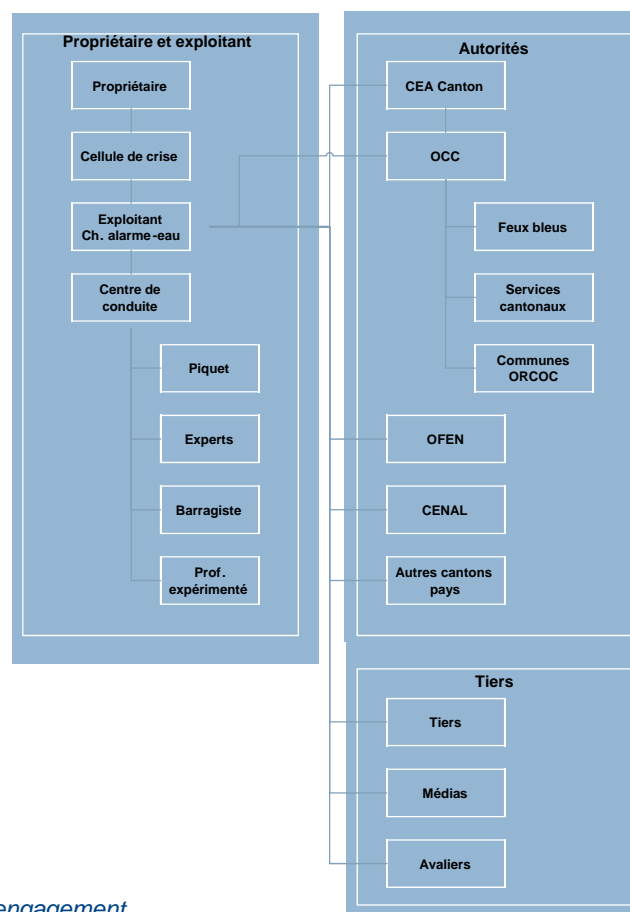 Propriétaire et exploitant
Propriétaire
Cellule de crise
Exploitant
Ch. alarme-eau
Centre de
conduite
Piquet
Experts
Barragiste
Prof.
expérimenté
Autorités
CEA Canton
OCC
Feux bleus
Services
cantonaux
Communes
ORCOC
OFEN
CENAL
Autres cantons
pays
Tiers
Tiers
Médias
Avaliers
engagement